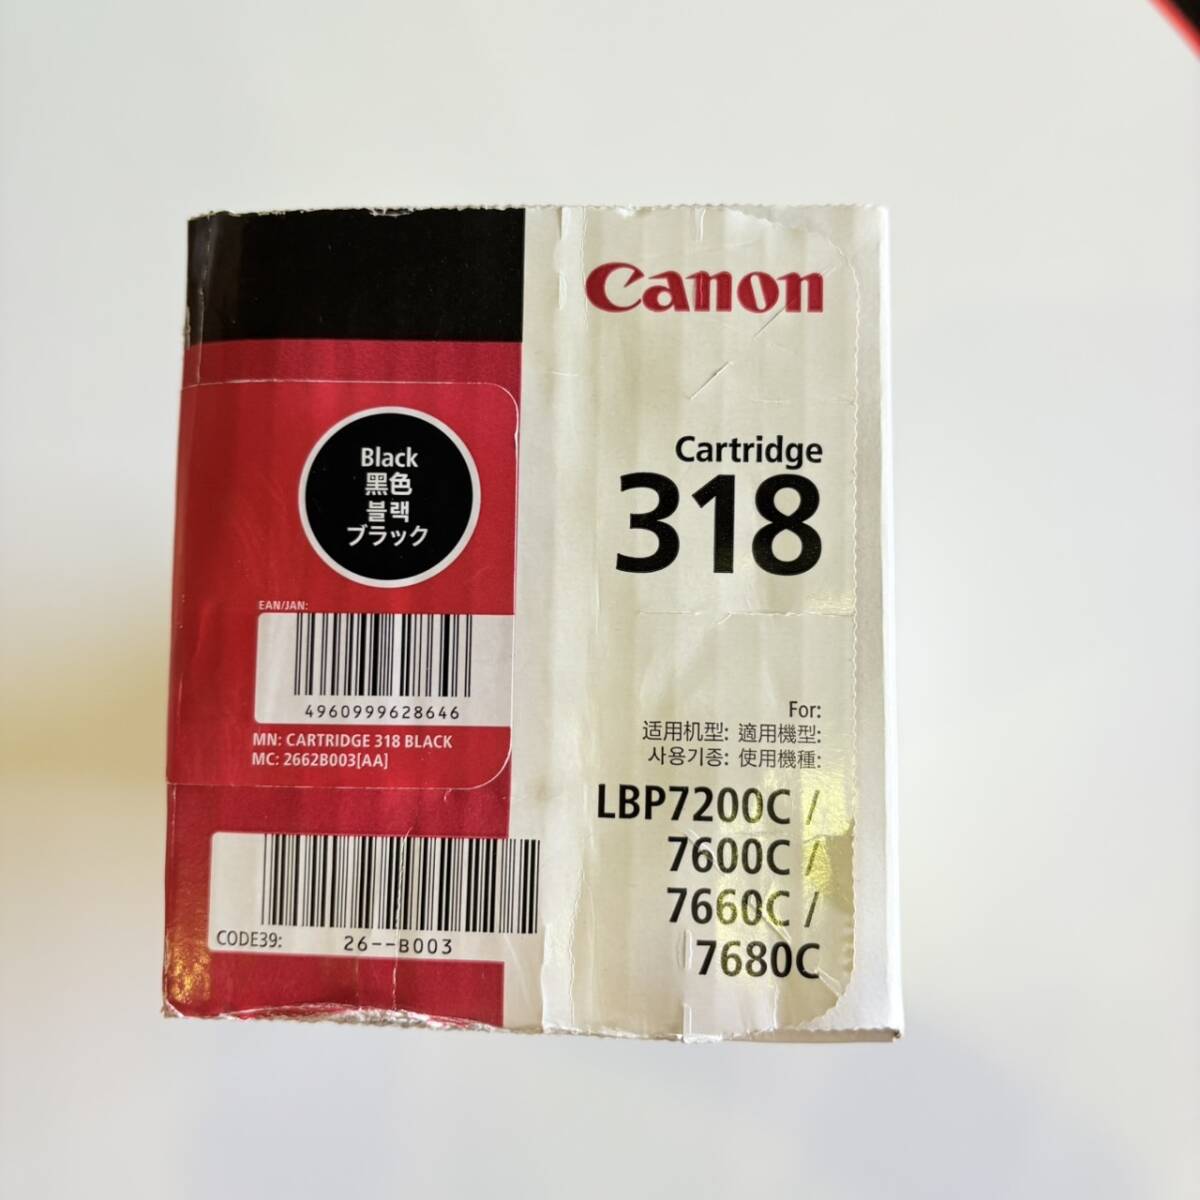 Canon
Cartridge
318
Black
黑色
블랙
ブラック
EAN/JAN:
4960999628646
MN: CARTRIDGE 318 BLACK
MC: 2662B003[AA]
CODE39:
26--B003
For:
适用机型: 適用機型:
사용기종: 使用機種:
LBP7200C /
7600C /
7660C /
7680C